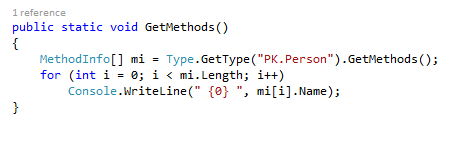 1 reference
public static void GetMethods()
{
    MethodInfo[] mi = Type.GetType("PK.Person").GetMethods();
    for (int i = 0; i < mi.Length; i++)
        Console.WriteLine(" {0} ", mi[i].Name);
}